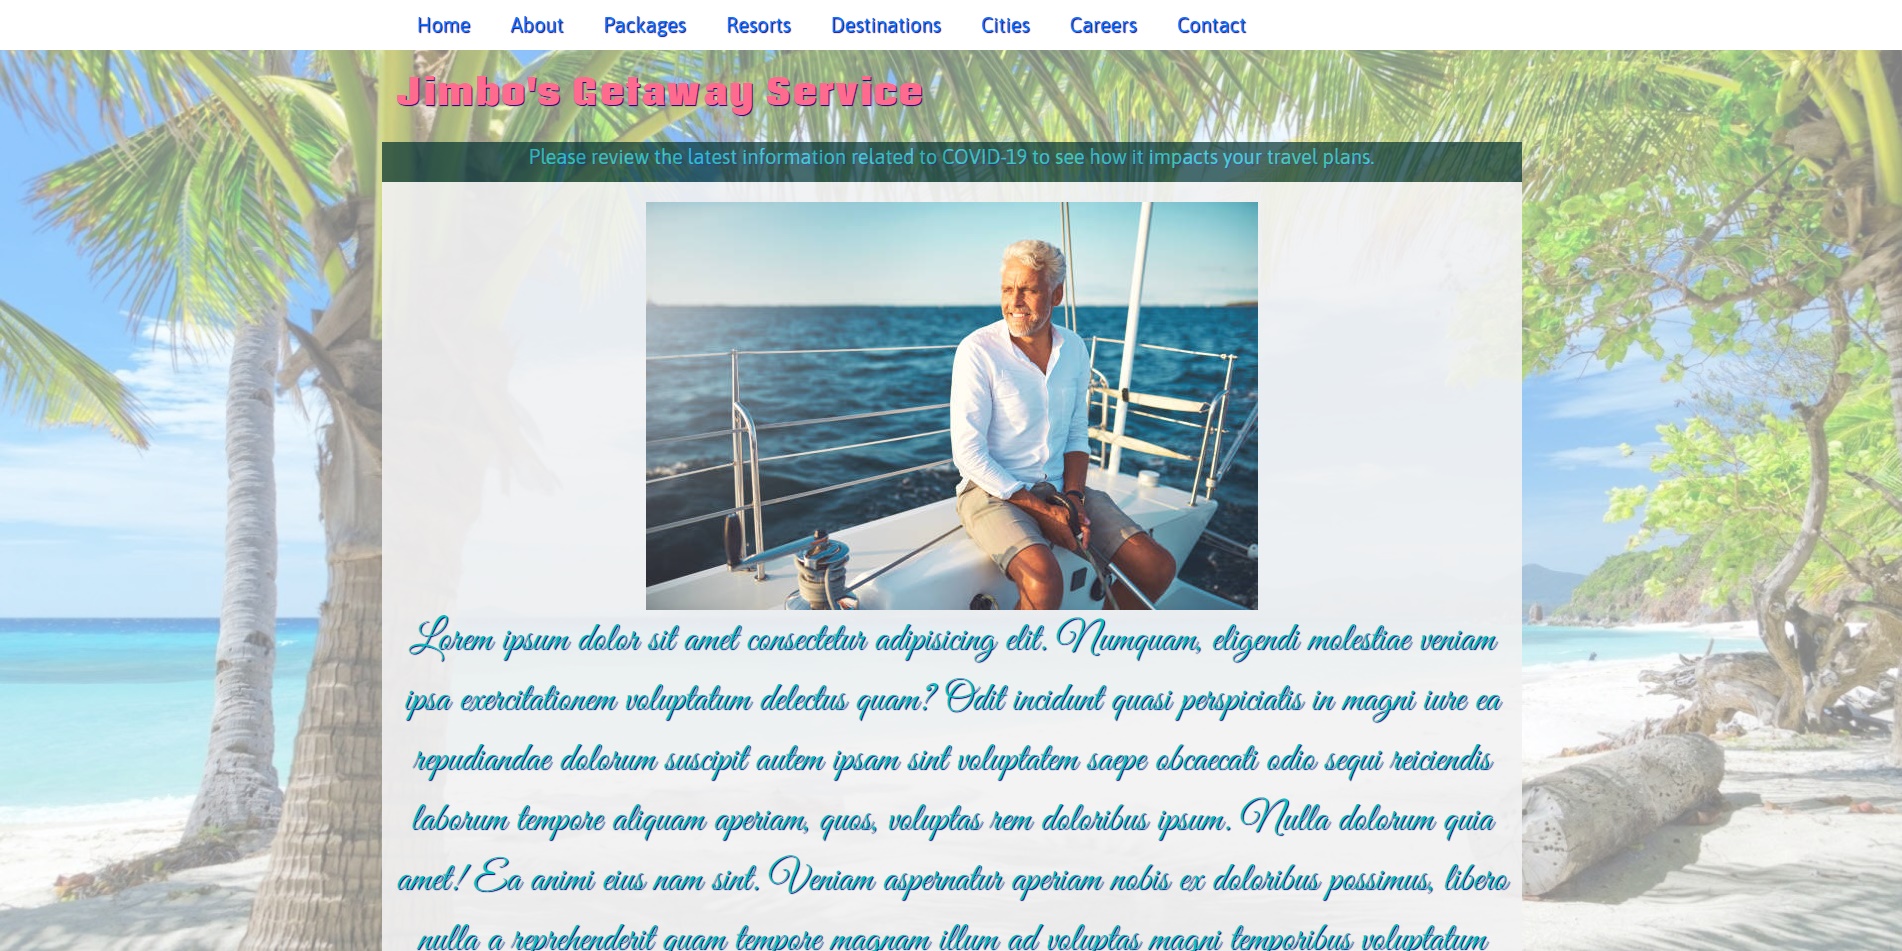 Home About Packages Resorts Destinations Cities Careers Contact
Jimbo's Getaway Service
Please review the latest information related to COVID-19 to see how it impacts your travel plans.
Lorem ipsum dolor sit amet consectetur adipisicing elit. Numquam, eligendi molestiae veniam
ipsa exercitationem voluptatum delectus quam? Odit incidunt quasi perspiciatis in magni iure ea
repudiandae dolorum suscipit autem ipsam sint voluptatem saepe obcaecati odio sequi reiciendis
laborum tempore aliquam aperiam, quos, voluptas rem doloribus ipsum. Nulla dolorum quia
amet! Ea animi eius nam sint. Veniam aspernatur aperiam nobis ex doloribus possimus, libero
nulla a reprehenderit quam tempore magnam illum ad voluptas magni temporibus voluptatum